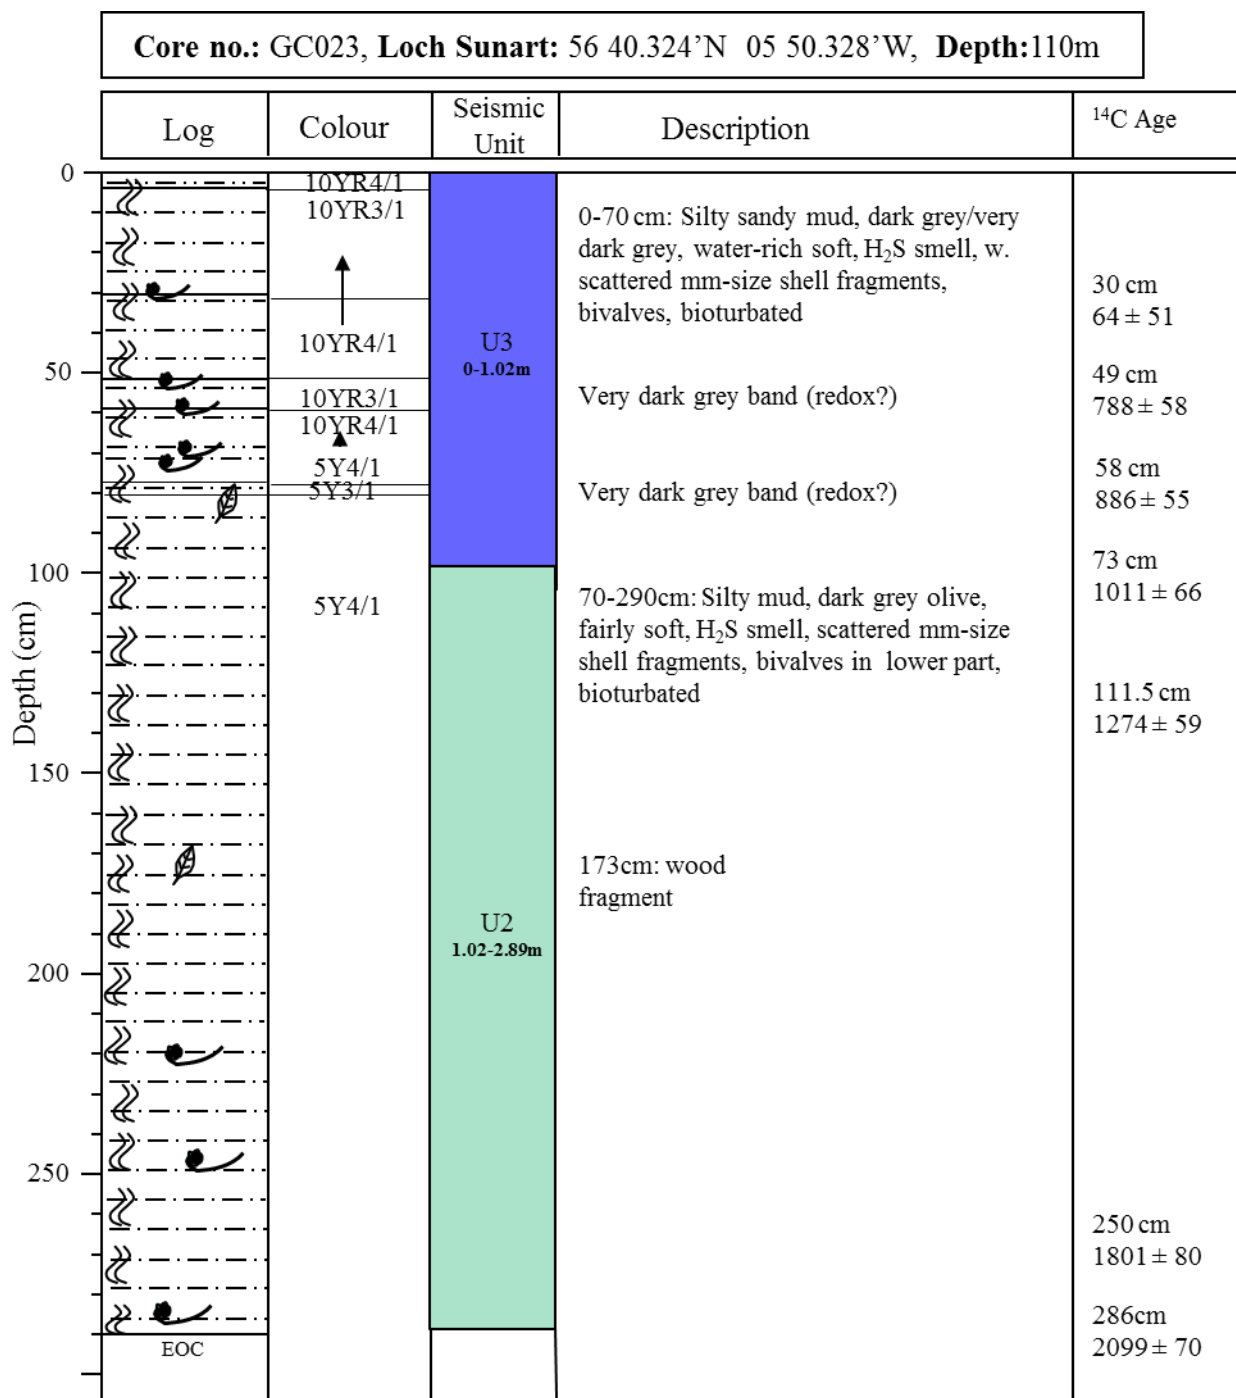 Core no.: GC023, Loch Sunart: 56 40.324’N 05 50.328’W, Depth:110m
Log
Colour
Seismic
Unit
Description
¹⁴C Age
Depth (cm)
0
50
100
150
200
250
EOC
10YR4/1
10YR3/1
10YR4/1
10YR3/1
10YR4/1
5Y4/1
5Y3/1
5Y4/1
U3
0-1.02m
U2
1.02-2.89m
0-70 cm: Silty sandy mud, dark grey/very
dark grey, water-rich soft, H₂S smell, w.
scattered mm-size shell fragments,
bivalves, bioturbated
Very dark grey band (redox?)
Very dark grey band (redox?)
70-290cm: Silty mud, dark grey olive,
fairly soft, H₂S smell, scattered mm-size
shell fragments, bivalves in lower part,
bioturbated
173cm: wood
fragment
30 cm
64 ± 51
49 cm
788 ± 58
58 cm
886 ± 55
73 cm
1011 ± 66
111.5 cm
1274 ± 59
250 cm
1801 ± 80
286cm
2099 ± 70